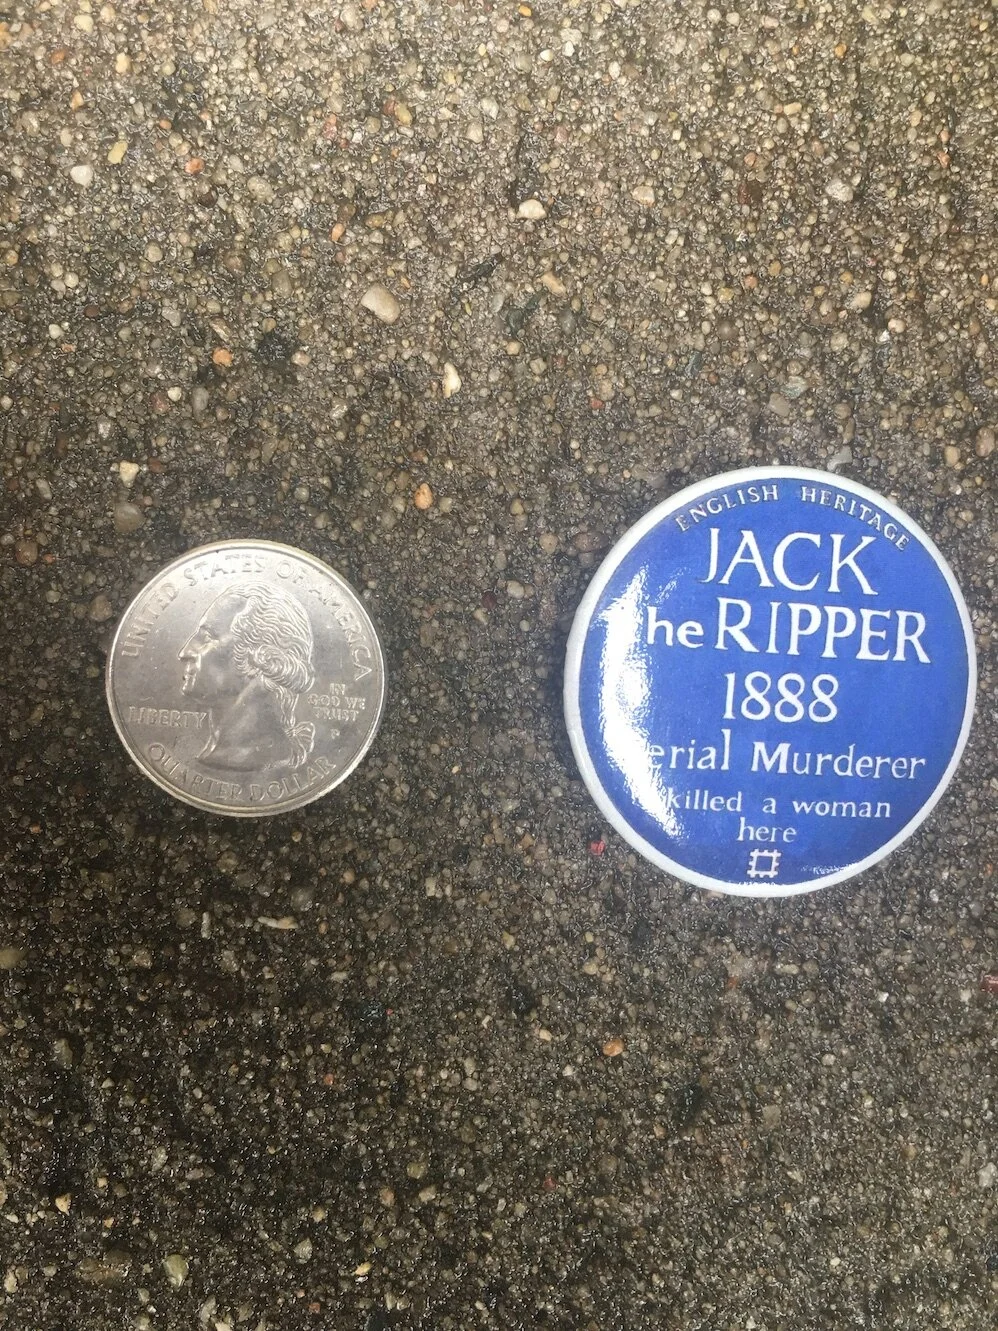 UNITED STATES OF AMERICA
LIBERTY
IN
GOD WE
TRUST
P
QUARTER DOLLAR
ENGLISH HERITAGE
JACK
he RIPPER
1888
erial Murderer
killed a woman
here